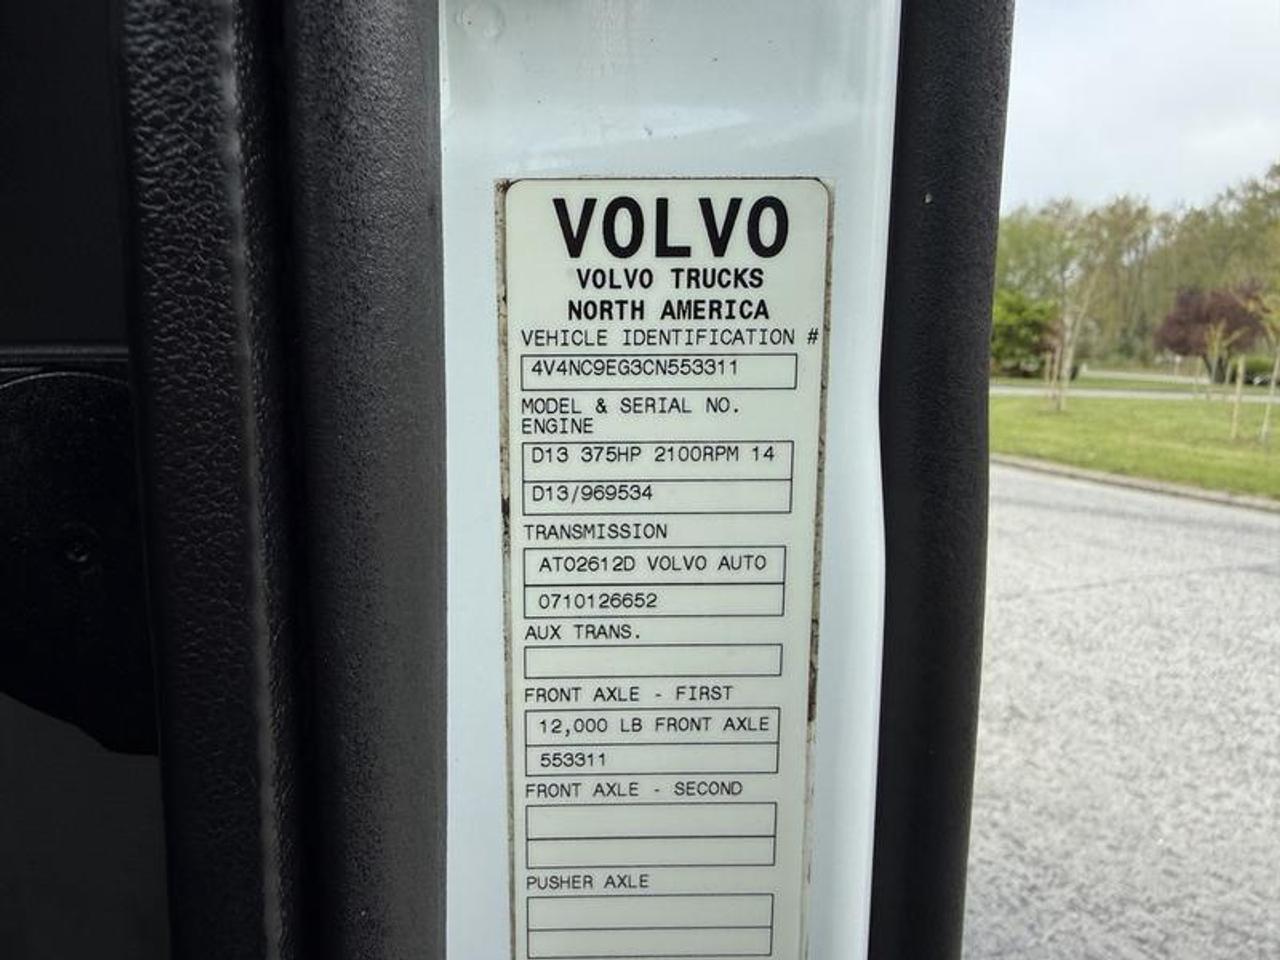 VOLVO
VOLVO TRUCKS
NORTH AMERICA
VEHICLE IDENTIFICATION #
4V4NC9EG3CN553311
MODEL & SERIAL NO.
ENGINE
D13 375HP 2100RPM 14
D13/969534
TRANSMISSION
ATO2612D VOLVO AUTO
0710126652
AUX TRANS.
FRONT AXLE - FIRST
12,000 LB FRONT AXLE
553311
FRONT AXLE - SECOND
PUSHER AXLE